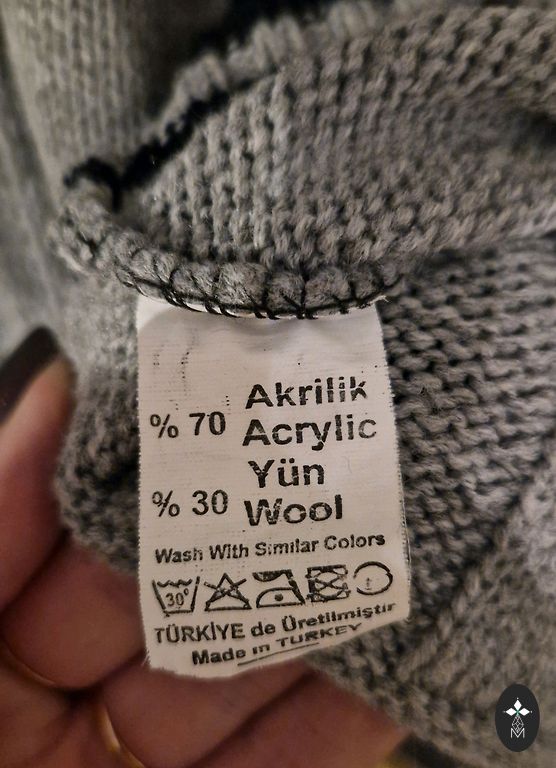 Akrilik
% 70 Acrylic
Yün
% 30 Wool
Wash With Similar Colors
30°
TÜRKİYE de Üretilmiştir
Made in TURKEY
M